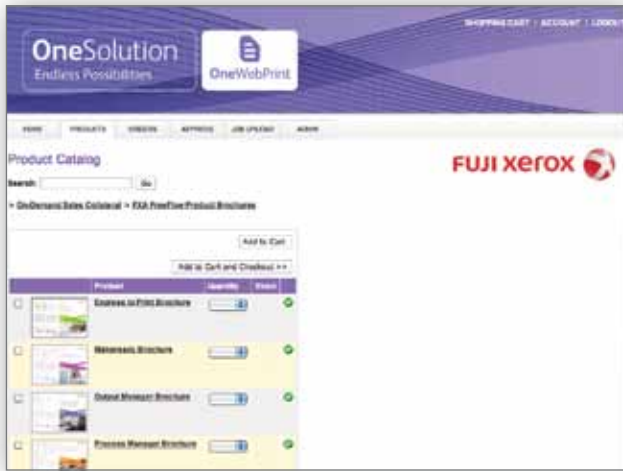 SHOPPING CART | ACCOUNT | LOGOUT
OneSolution
Endless Possibilities
OneWebPrint
HOME PRODUCTS ORDERS APPROVE JOB UPLOAD ADMIN
Product Catalog
FUJI xerox
Search: Go
> OnDemand Sales Collateral > FXA FreeFlow Product Brochures
Add to Cart
Add to Cart and Checkout >>
Product Quantity
Express to Print Brochure
Makeready Brochure
Output Manager Brochure
Process Manager Brochure